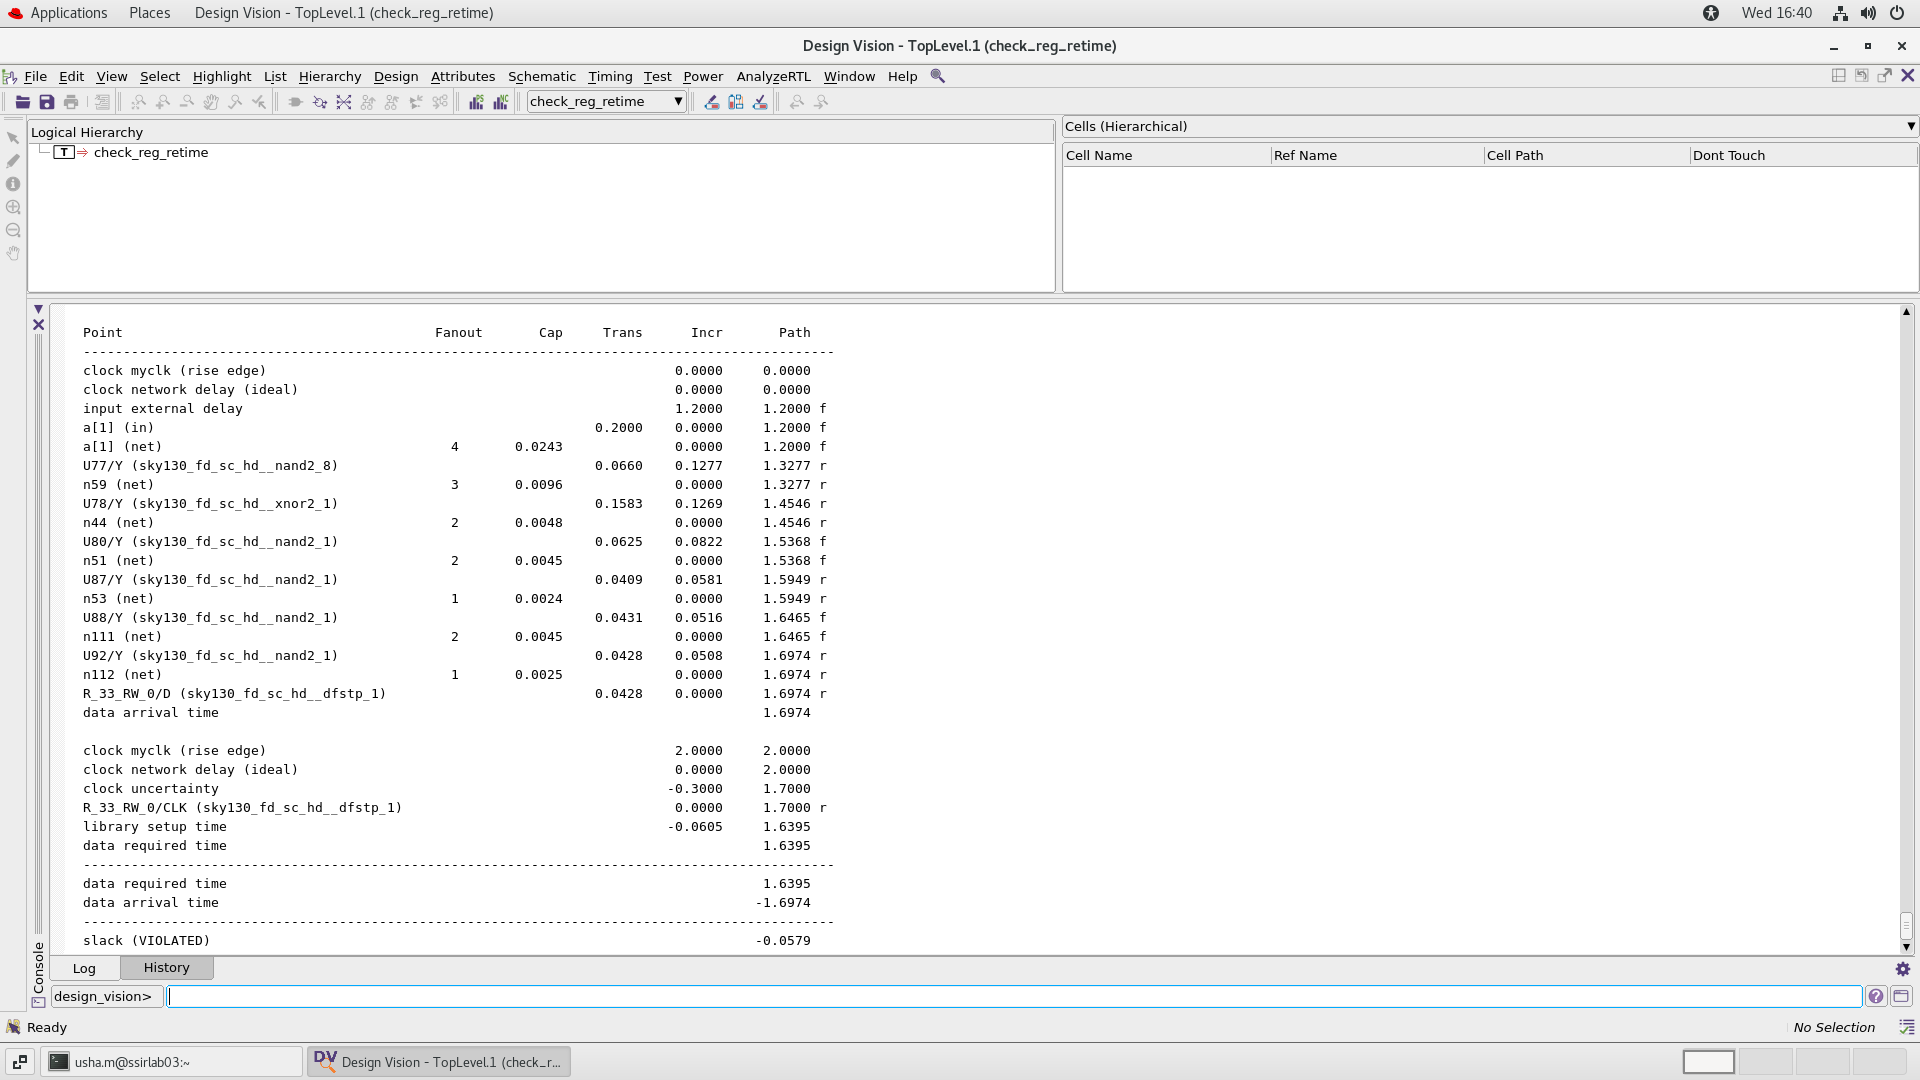 Applications Places Design Vision - TopLevel.1 (check_reg_retime) Wed 16:40
Design Vision - TopLevel.1 (check_reg_retime)
File Edit View Select Highlight List Hierarchy Design Attributes Schematic Timing Test Power AnalyzeRTL Window Help
check_reg_retime
Logical Hierarchy
T check_reg_retime
Cells (Hierarchical)
Cell Name Ref Name Cell Path Dont Touch
Point Fanout Cap Trans Incr Path
----------------------------------------------------------------------------------------------
clock myclk (rise edge) 0.0000 0.0000
clock network delay (ideal) 0.0000 0.0000
input external delay 1.2000 1.2000 f
a[1] (in) 0.2000 0.0000 1.2000 f
a[1] (net) 4 0.0243 0.0000 1.2000 f
U77/Y (sky130_fd_sc_hd__nand2_8) 0.0660 0.1277 1.3277 r
n59 (net) 3 0.0096 0.0000 1.3277 r
U78/Y (sky130_fd_sc_hd__xnor2_1) 0.1583 0.1269 1.4546 r
n44 (net) 2 0.0048 0.0000 1.4546 r
U80/Y (sky130_fd_sc_hd__nand2_1) 0.0625 0.0822 1.5368 f
n51 (net) 2 0.0045 0.0000 1.5368 f
U87/Y (sky130_fd_sc_hd__nand2_1) 0.0409 0.0581 1.5949 r
n53 (net) 1 0.0024 0.0000 1.5949 r
U88/Y (sky130_fd_sc_hd__nand2_1) 0.0431 0.0516 1.6465 f
n111 (net) 2 0.0045 0.0000 1.6465 f
U92/Y (sky130_fd_sc_hd__nand2_1) 0.0428 0.0508 1.6974 r
n112 (net) 1 0.0025 0.0000 1.6974 r
R_33_RW_0/D (sky130_fd_sc_hd__dfstp_1) 0.0428 0.0000 1.6974 r
data arrival time 1.6974
clock myclk (rise edge) 2.0000 2.0000
clock network delay (ideal) 0.0000 2.0000
clock uncertainty -0.3000 1.7000
R_33_RW_0/CLK (sky130_fd_sc_hd__dfstp_1) 0.0000 1.7000 r
library setup time -0.0605 1.6395
data required time 1.6395
----------------------------------------------------------------------------------------------
data required time 1.6395
data arrival time -1.6974
----------------------------------------------------------------------------------------------
slack (VIOLATED) -0.0579
Console
Log History
design_vision>
Ready No Selection
usha.m@ssirlab03:~ Design Vision - TopLevel.1 (check_r...